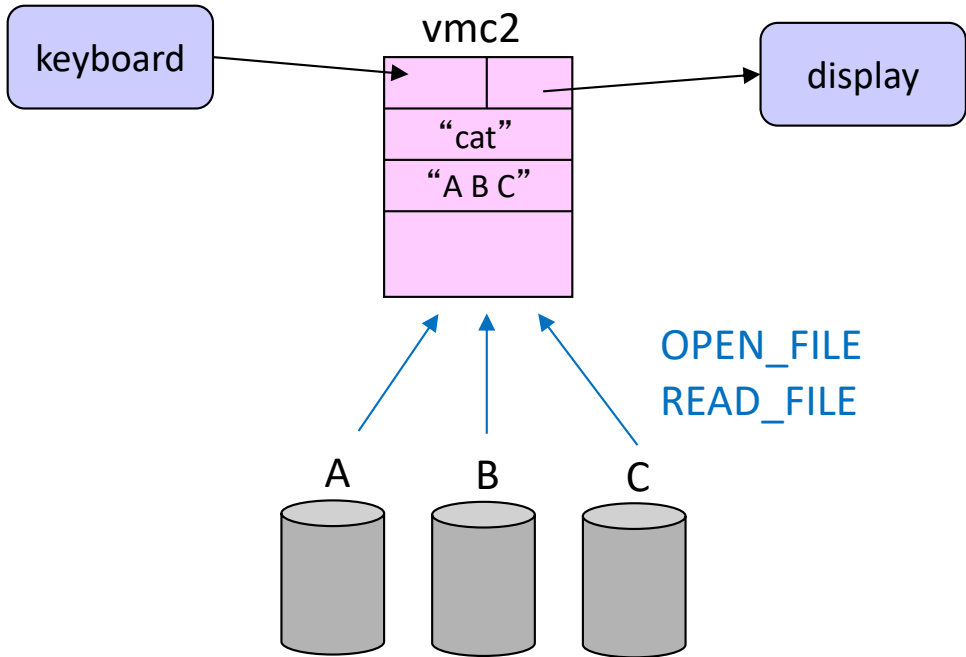 keyboard
vmc2
display
“cat”
“A B C”
OPEN_FILE
READ_FILE
A
B
C